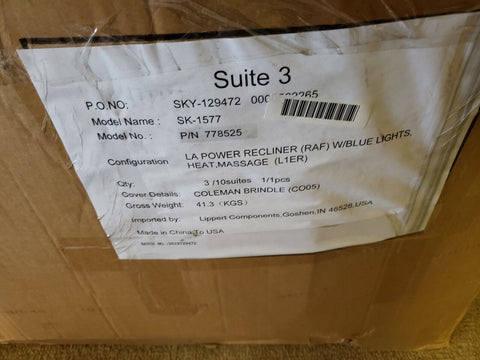 Suite 3
P.O.NO: SKY-129472
Model Name : SK-1577
Model No. : P/N 778525
Configuration LA POWER RECLINER (RAF) W/BLUE LIGHTS,
HEAT,MASSAGE (L1ER)
Qty: 3 /10suites 1/1pcs
Cover Details: COLEMAN BRINDLE (CO05)
Gross Weight: 41.3 (KGS)
Imported by: Lippert Components,Goshen,IN 46528,USA
Made in China To USA